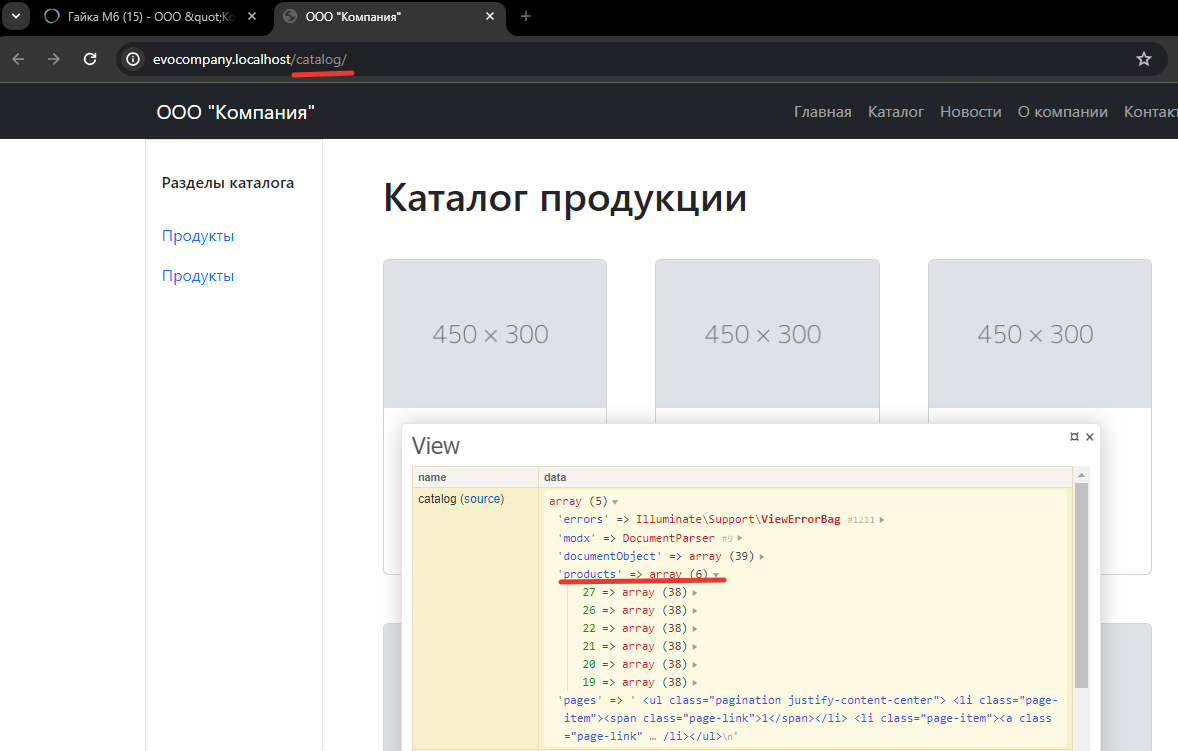 Гайка М6 (15) - ООО &quot;Ко
ООО "Компания"
evocompany.localhost/catalog/
ООО "Компания"
Главная Каталог Новости О компании Контакт
Разделы каталога
Продукты
Продукты
Каталог продукции
450 × 300
450 × 300
450 × 300
View
name data
catalog (source)
array (5)
'errors' => Illuminate\Support\ViewErrorBag #1211
'modx' => DocumentParser #9
'documentObject' => array (39)
'products' => array (6)
27 => array (38)
26 => array (38)
22 => array (38)
21 => array (38)
20 => array (38)
19 => array (38)
'pages' => ' <ul class="pagination justify-content-center"> <li class="page-
item"><span class="page-link">1</span></li> <li class="page-item"><a class
="page-link" … /li></ul>\n'